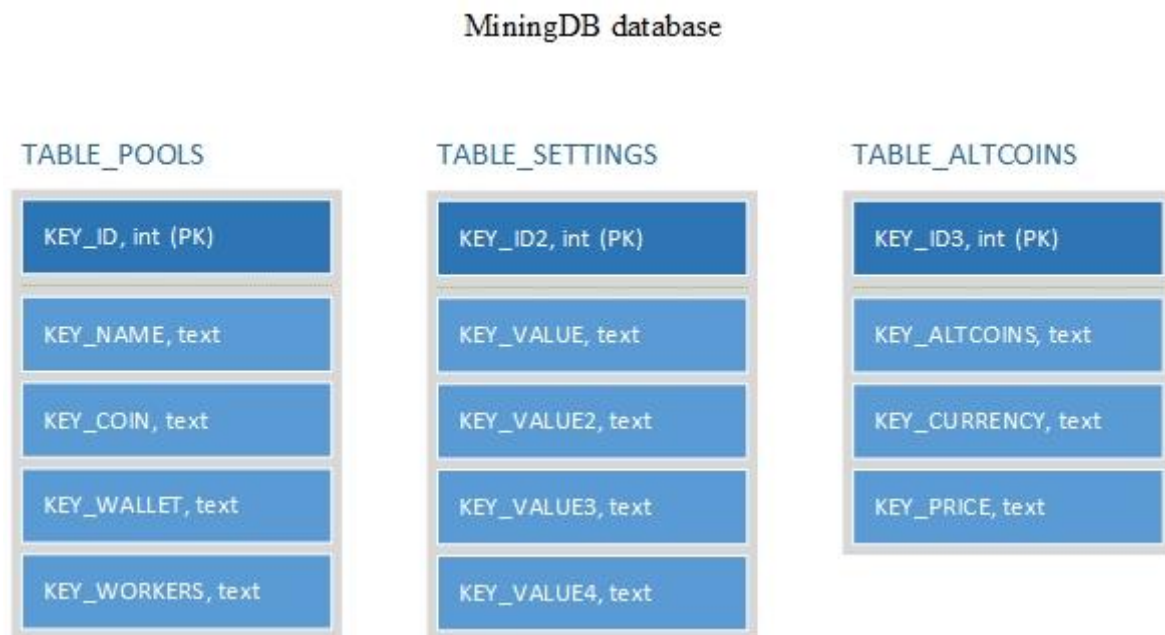 MiningDB database
TABLE_POOLS
KEY_ID, int (PK)
KEY_NAME, text
KEY_COIN, text
KEY_WALLET, text
KEY_WORKERS, text
TABLE_SETTINGS
KEY_ID2, int (PK)
KEY_VALUE, text
KEY_VALUE2, text
KEY_VALUE3, text
KEY_VALUE4, text
TABLE_ALTCOINS
KEY_ID3, int (PK)
KEY_ALTCOINS, text
KEY_CURRENCY, text
KEY_PRICE, text